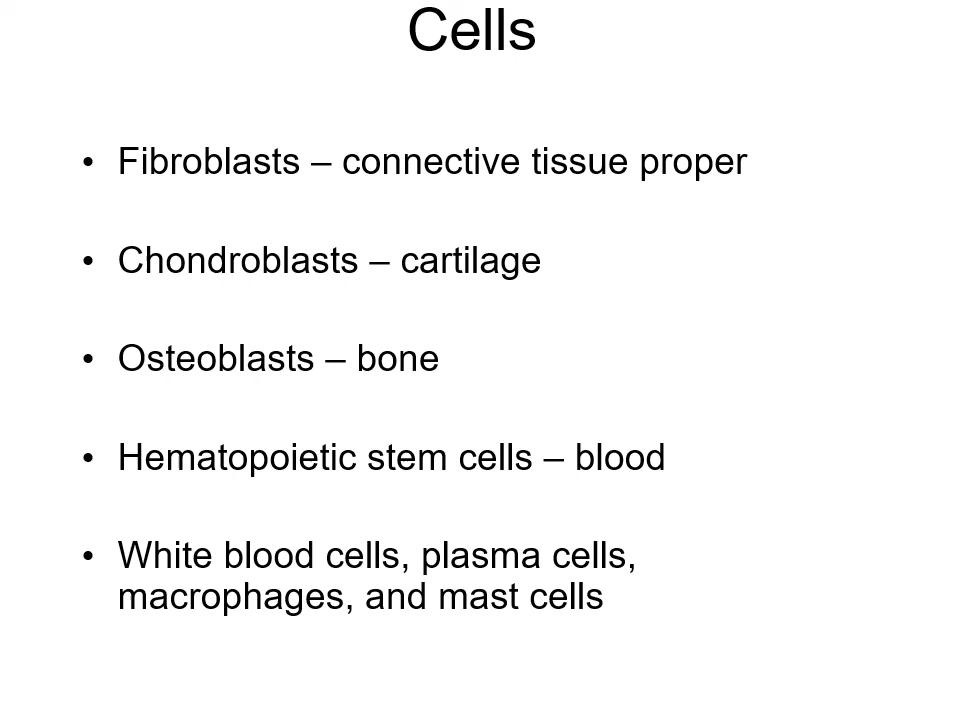 Cells
• Fibroblasts – connective tissue proper
• Chondroblasts – cartilage
• Osteoblasts – bone
• Hematopoietic stem cells – blood
• White blood cells, plasma cells,
macrophages, and mast cells